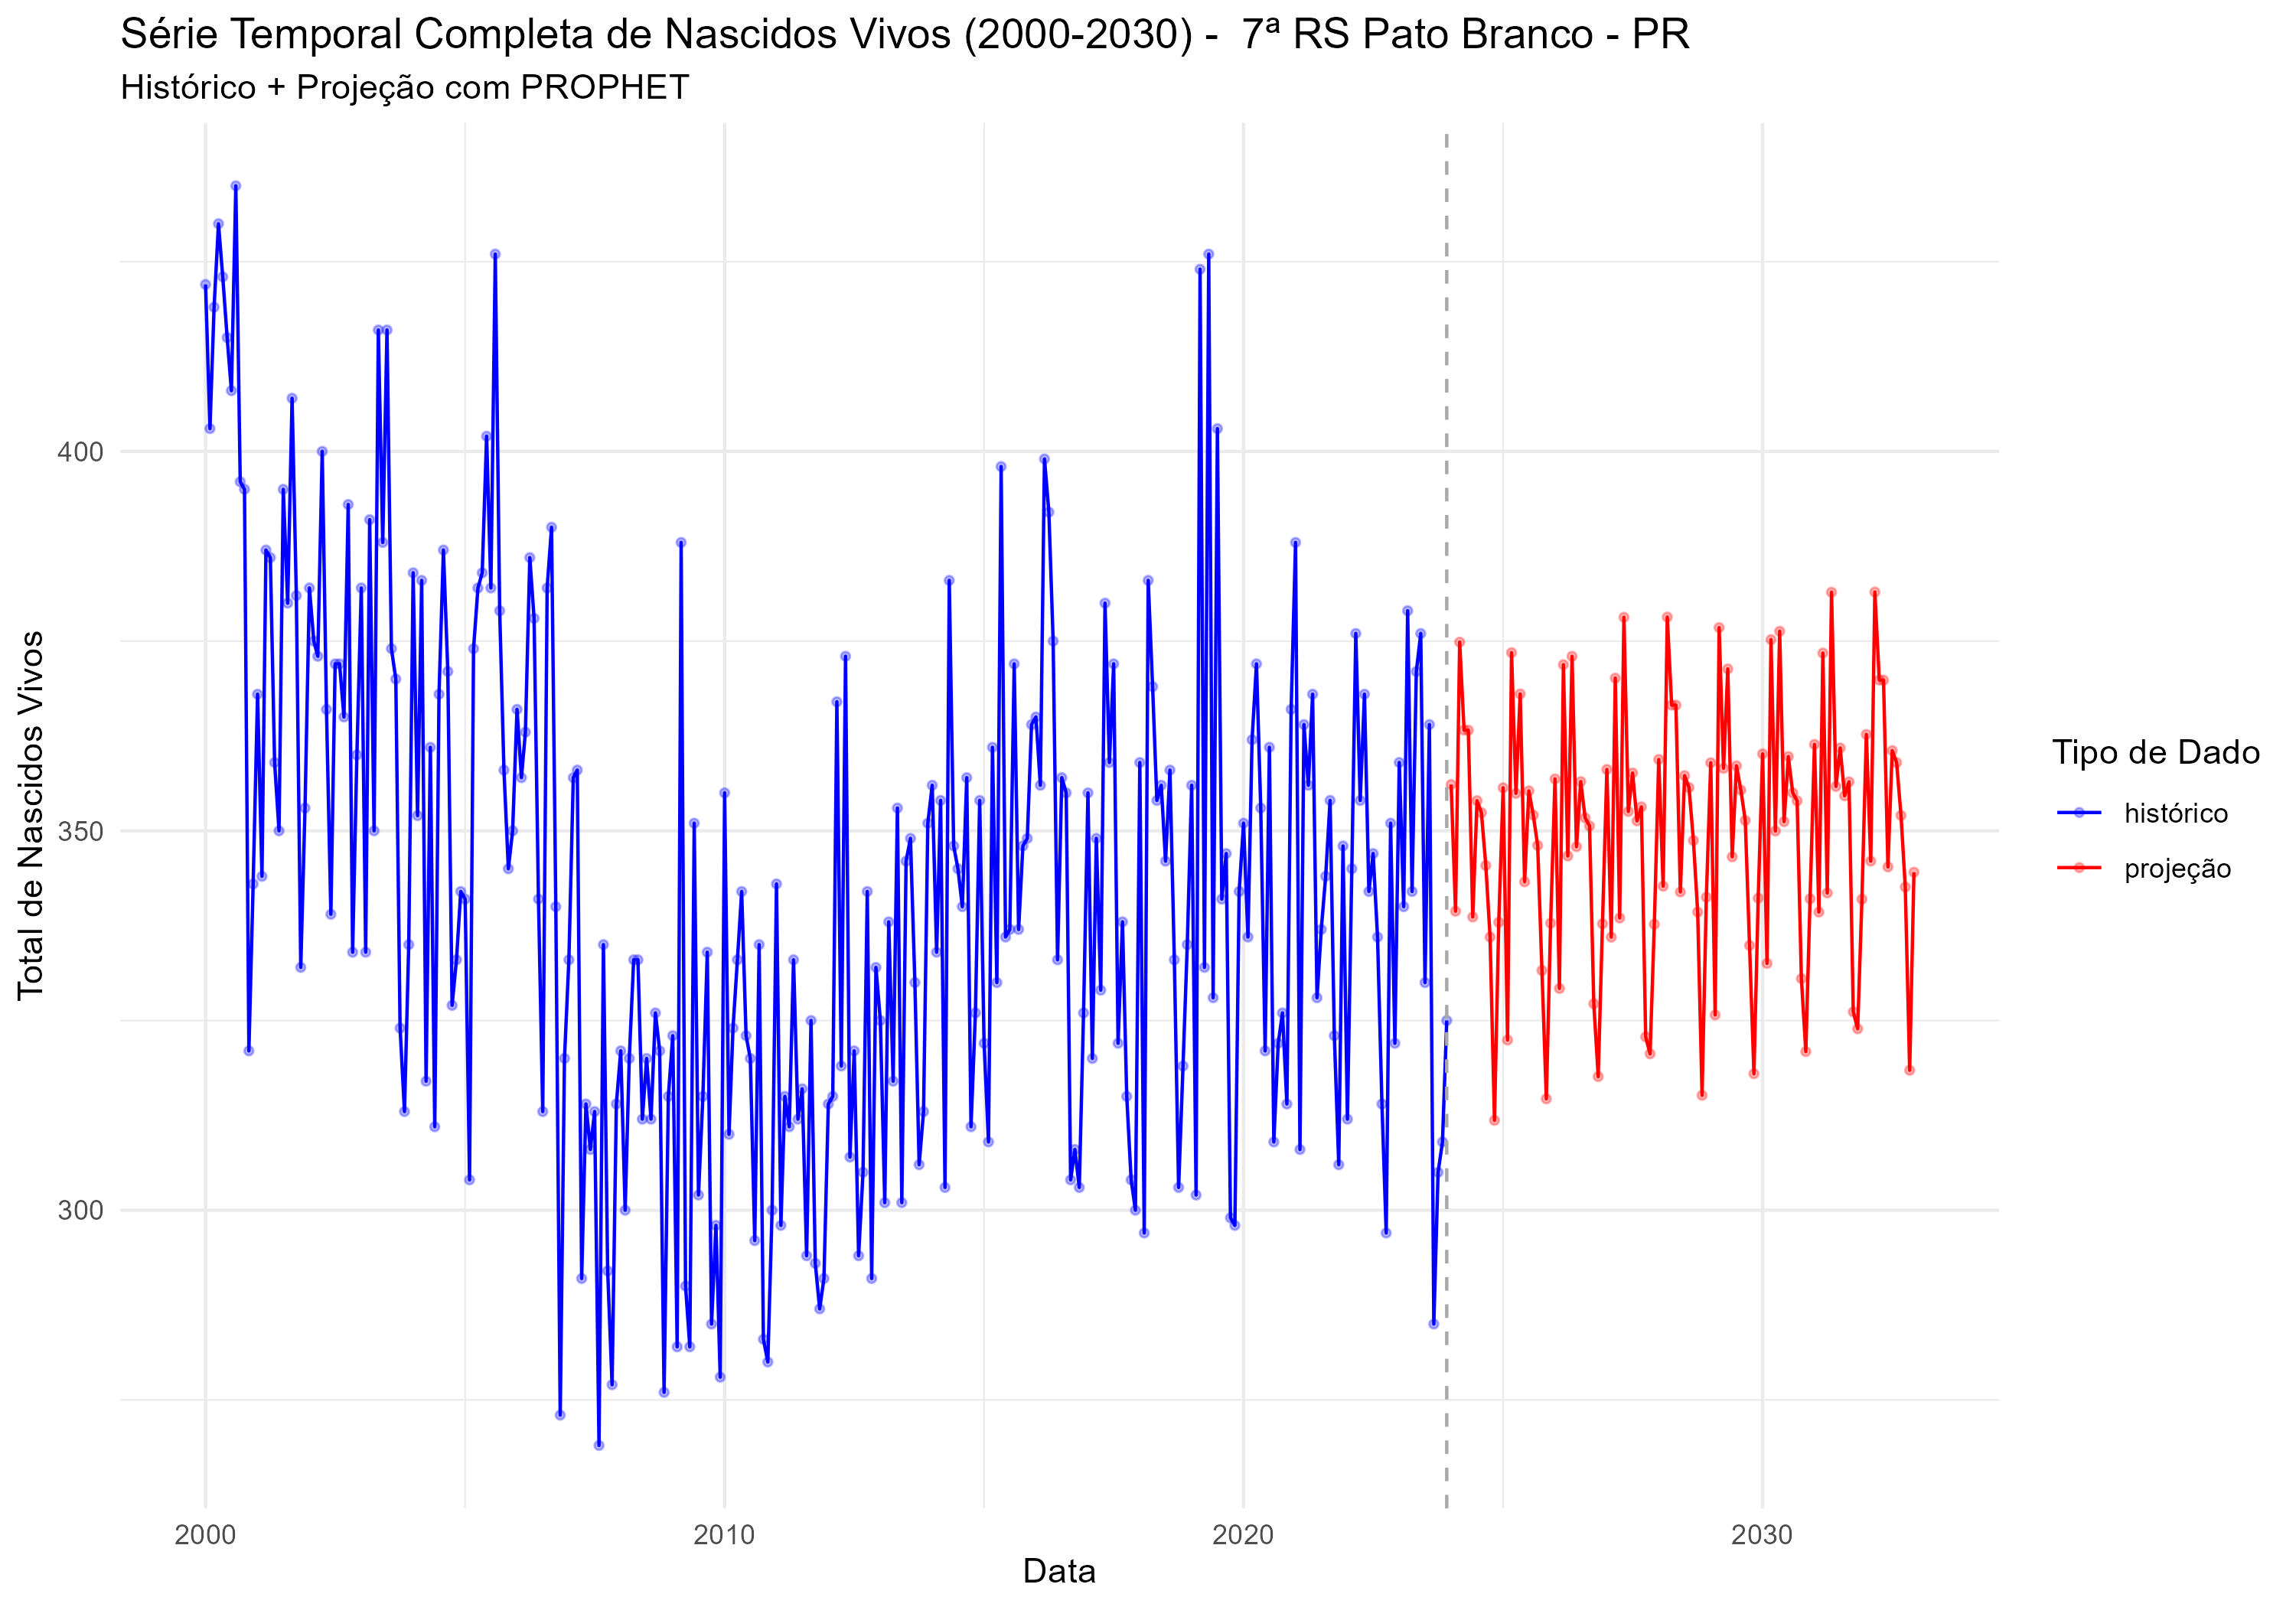 Série Temporal Completa de Nascidos Vivos (2000-2030) -  7ª RS Pato Branco - PR
Histórico + Projeção com PROPHET
Total de Nascidos Vivos
400
350
300
2000
2010
2020
2030
Data
Tipo de Dado
histórico
projeção